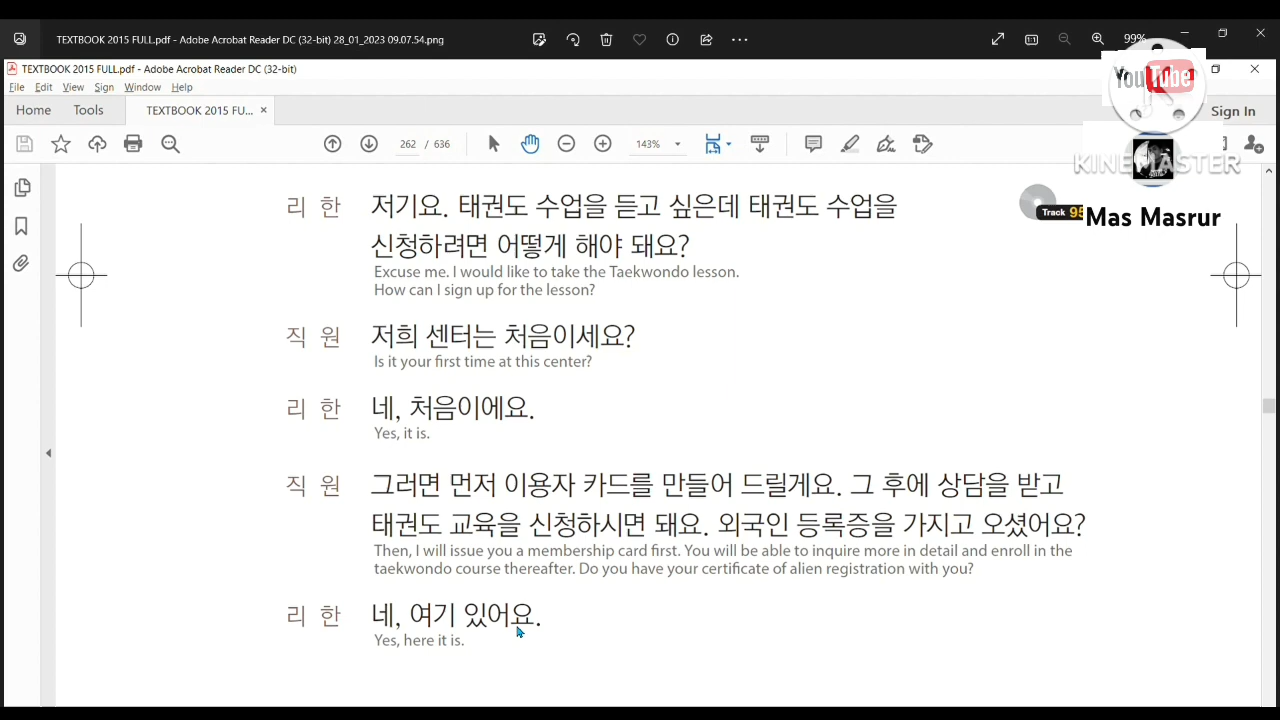 TEXTBOOK 2015 FULL.pdf - Adobe Acrobat Reader DC (32-bit) 28_01_2023 09.07.54.png
99%
TEXTBOOK 2015 FULL.pdf - Adobe Acrobat Reader DC (32-bit)
File Edit View Sign Window Help
YouTube
Home Tools TEXTBOOK 2015 FU... × Sign In
262 / 636 143%
KINEMASTER
리 한 저기요. 태권도 수업을 듣고 싶은데 태권도 수업을
Track 95
Mas Masrur
신청하려면 어떻게 해야 돼요?
Excuse me. I would like to take the Taekwondo lesson.
How can I sign up for the lesson?
직 원 저희 센터는 처음이세요?
Is it your first time at this center?
리 한 네, 처음이에요.
Yes, it is.
직 원 그러면 먼저 이용자 카드를 만들어 드릴게요. 그 후에 상담을 받고
태권도 교육을 신청하시면 돼요. 외국인 등록증을 가지고 오셨어요?
Then, I will issue you a membership card first. You will be able to inquire more in detail and enroll in the
taekwondo course thereafter. Do you have your certificate of alien registration with you?
리 한 네, 여기 있어요.
Yes, here it is.